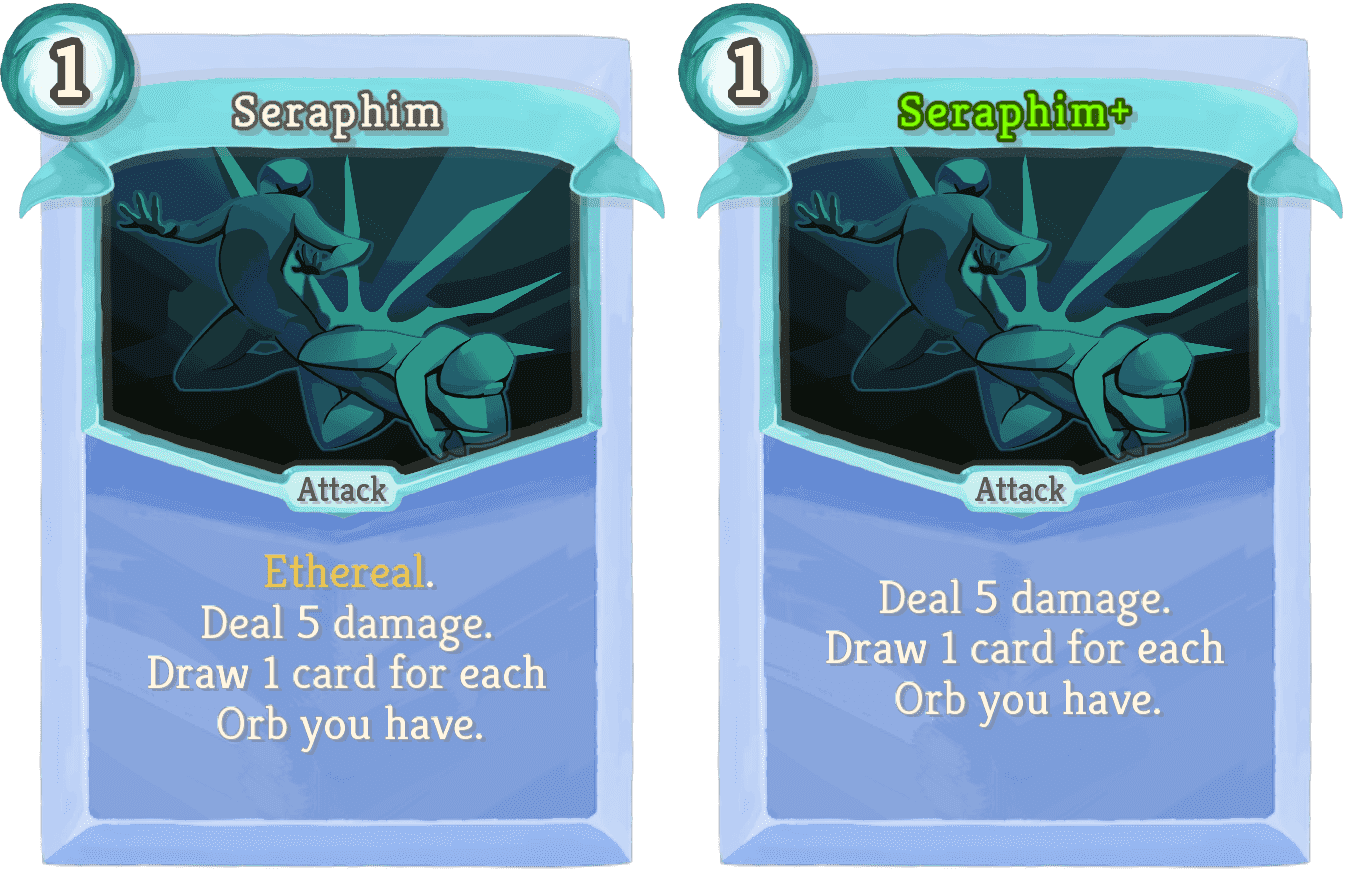 1
Seraphim
Attack
Ethereal.
Deal 5 damage.
Draw 1 card for each
Orb you have.
1
Seraphim+
Attack
Deal 5 damage.
Draw 1 card for each
Orb you have.